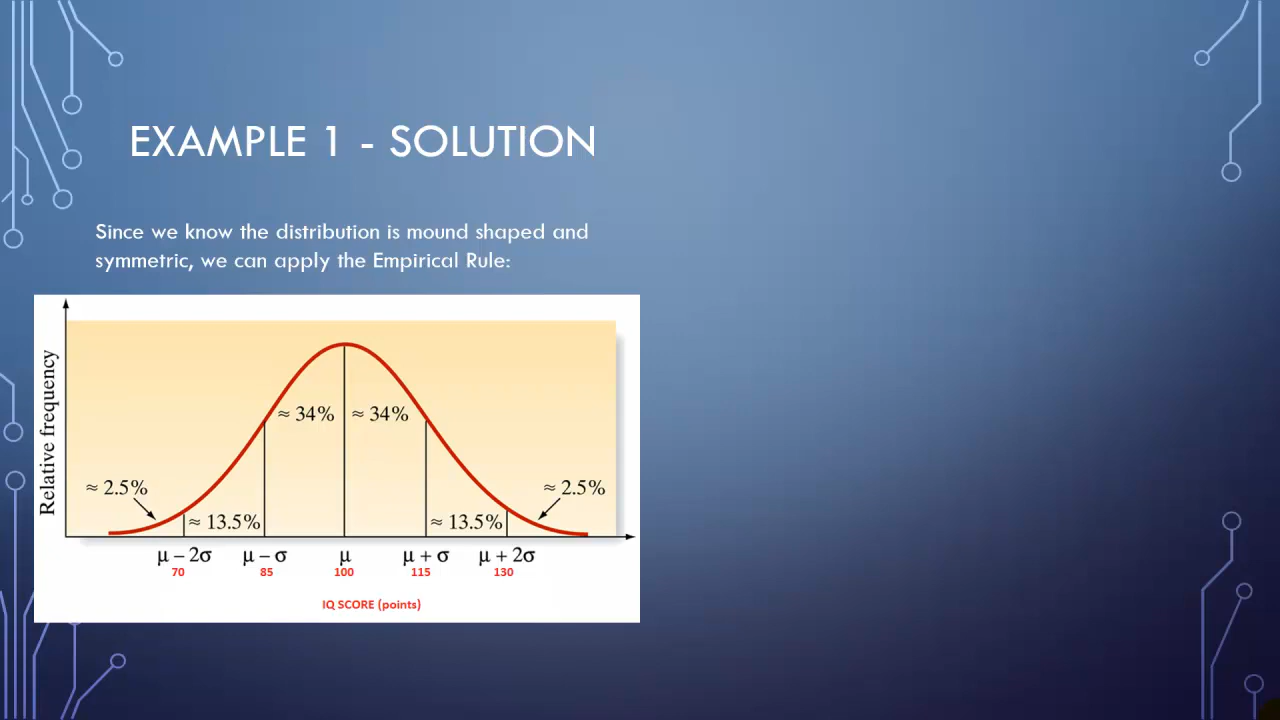 EXAMPLE 1 - SOLUTION
Since we know the distribution is mound shaped and
symmetric, we can apply the Empirical Rule:
Relative frequency
≈ 34% ≈ 34%
≈ 2.5% ≈ 2.5%
≈ 13.5% ≈ 13.5%
μ – 2σ μ – σ μ μ + σ μ + 2σ
70 85 100 115 130
IQ SCORE (points)